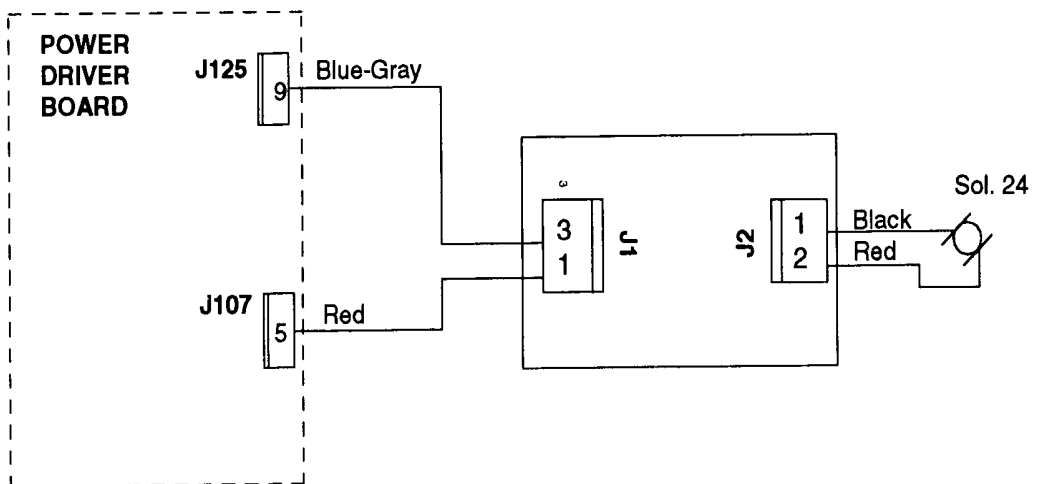 POWER
DRIVER
BOARD
J125
9
Blue-Gray
J107
5
Red
3
1
J1
J2
1
2
Black
Red
Sol. 24